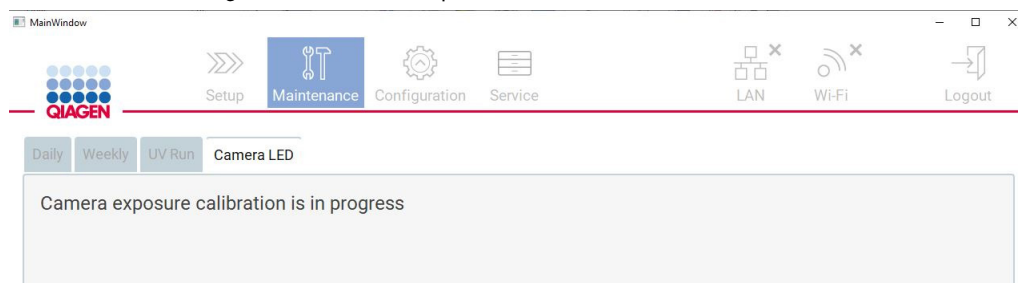 MainWindow
QIAGEN
Setup
Maintenance
Configuration
Service
LAN
Wi-Fi
Logout
Daily
Weekly
UV Run
Camera LED
Camera exposure calibration is in progress